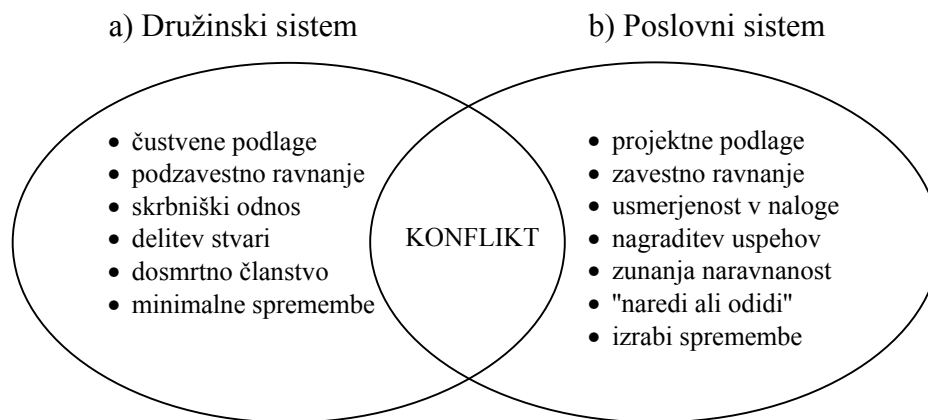 a) Družinski sistem
b) Poslovni sistem
• čustvene podlage
• podzavestno ravnanje
• skrbniški odnos
• delitev stvari
• dosmrtno članstvo
• minimalne spremembe
KONFLIKT
• projektne podlage
• zavestno ravnanje
• usmerjenost v naloge
• nagraditev uspehov
• zunanja naravnanost
• "naredi ali odidi"
• izrabi spremembe